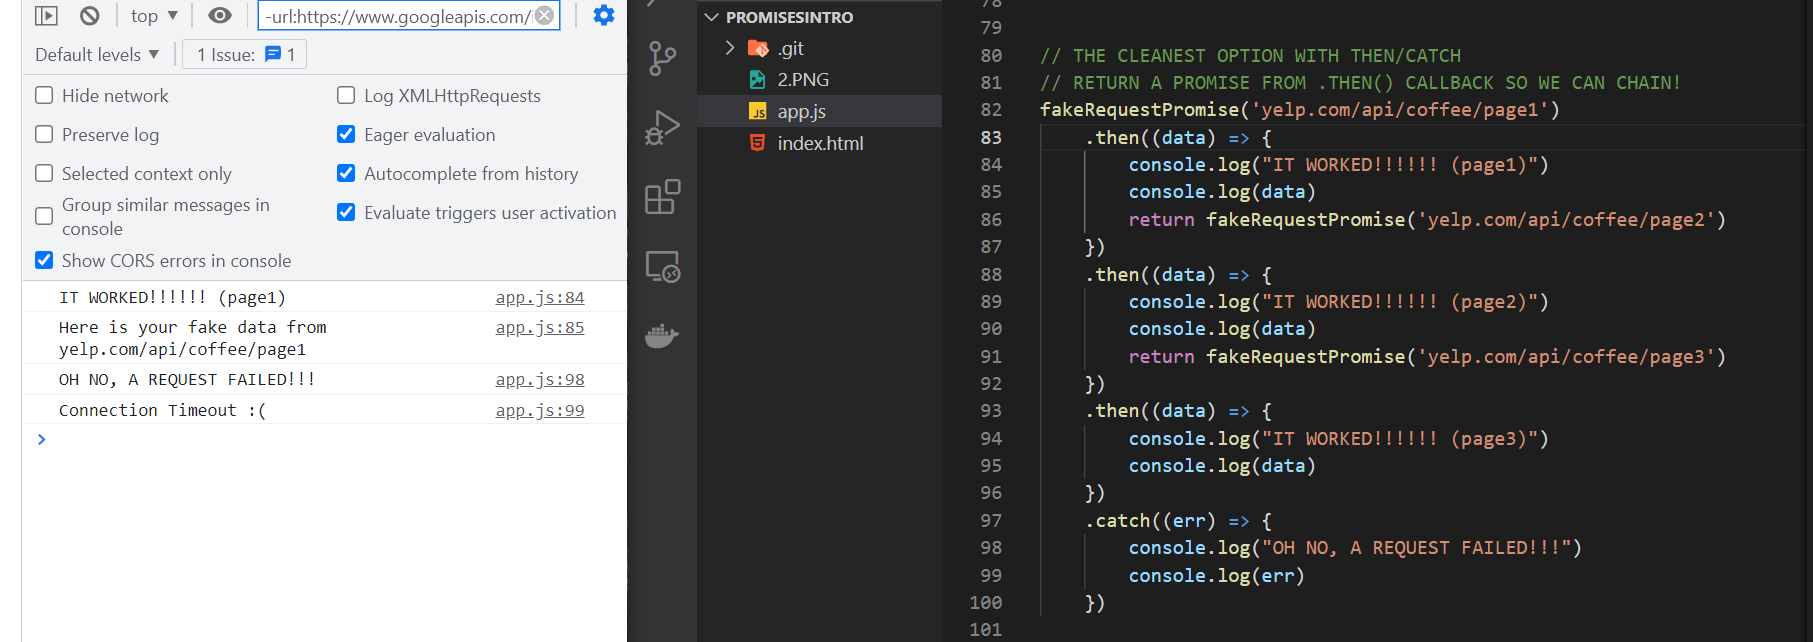 top ▼
-url:https://www.googleapis.com/
Default levels ▼
1 Issue: 1
Hide network
Log XMLHttpRequests
Preserve log
Eager evaluation
Selected context only
Autocomplete from history
Group similar messages in
console
Evaluate triggers user activation
Show CORS errors in console
IT WORKED!!!!!! (page1) app.js:84
Here is your fake data from app.js:85
yelp.com/api/coffee/page1
OH NO, A REQUEST FAILED!!! app.js:98
Connection Timeout :( app.js:99
>
PROMISESINTRO
.git
2.PNG
JS app.js
index.html
78
79
80 // THE CLEANEST OPTION WITH THEN/CATCH
81 // RETURN A PROMISE FROM .THEN() CALLBACK SO WE CAN CHAIN!
82 fakeRequestPromise('yelp.com/api/coffee/page1')
83 .then((data) => {
84 console.log("IT WORKED!!!!!! (page1)")
85 console.log(data)
86 return fakeRequestPromise('yelp.com/api/coffee/page2')
87 })
88 .then((data) => {
89 console.log("IT WORKED!!!!!! (page2)")
90 console.log(data)
91 return fakeRequestPromise('yelp.com/api/coffee/page3')
92 })
93 .then((data) => {
94 console.log("IT WORKED!!!!!! (page3)")
95 console.log(data)
96 })
97 .catch((err) => {
98 console.log("OH NO, A REQUEST FAILED!!!")
99 console.log(err)
100 })
101